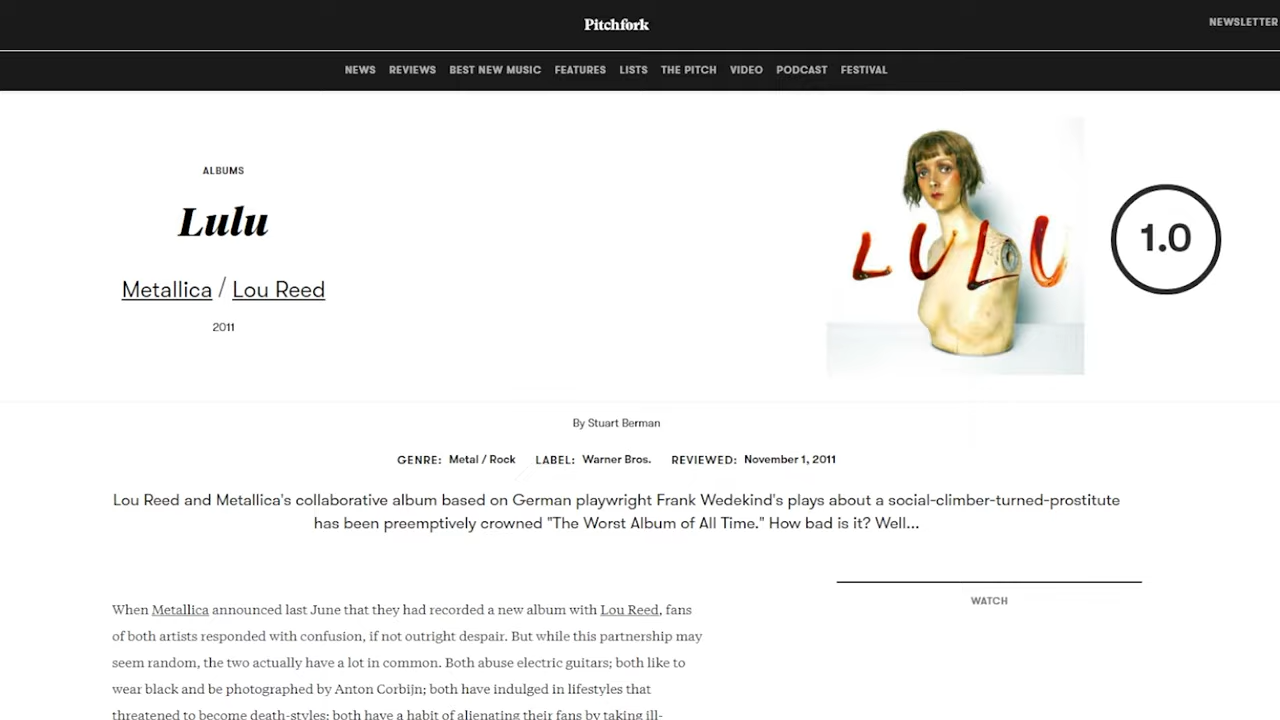 Pitchfork
NEWSLETTER
NEWS REVIEWS BEST NEW MUSIC FEATURES LISTS THE PITCH VIDEO PODCAST FESTIVAL
ALBUMS
Lulu
Metallica / Lou Reed
2011
LULU
1.0
By Stuart Berman
GENRE: Metal / Rock LABEL: Warner Bros. REVIEWED: November 1, 2011
Lou Reed and Metallica's collaborative album based on German playwright Frank Wedekind's plays about a social-climber-turned-prostitute
has been preemptively crowned "The Worst Album of All Time." How bad is it? Well...
When Metallica announced last June that they had recorded a new album with Lou Reed, fans
of both artists responded with confusion, if not outright despair. But while this partnership may
seem random, the two actually have a lot in common. Both abuse electric guitars; both like to
wear black and be photographed by Anton Corbijn; both have indulged in lifestyles that
threatened to become death-styles; both have a habit of alienating their fans by taking ill-
WATCH